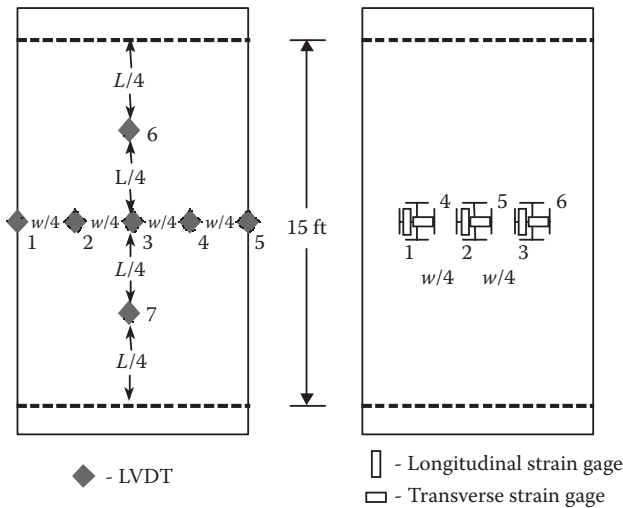 L/4
6
L/4
w/4 w/4 w/4 w/4
1 2 3 4 5
L/4
7
L/4
- LVDT
15 ft
4 5 6
1 2 3
w/4 w/4
- Longitudinal strain gage
- Transverse strain gage